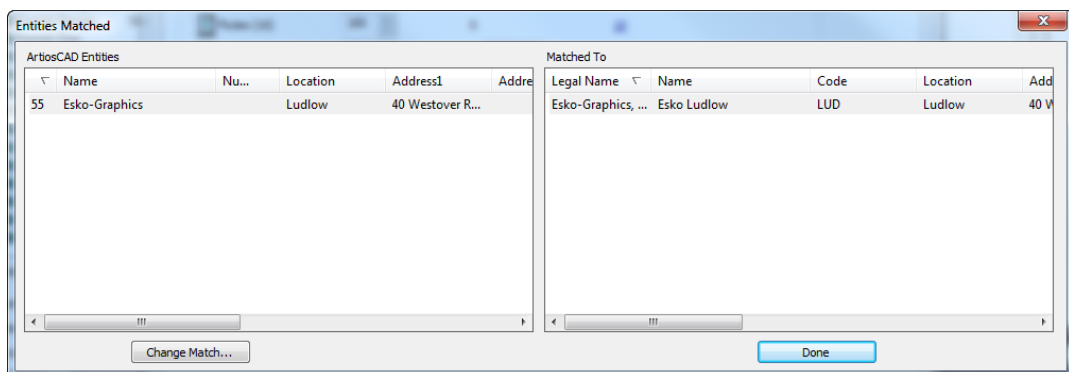 Entities Matched
ArtiosCAD Entities
Matched To
Name Nu... Location Address1 Addre
Legal Name Name Code Location Add
55 Esko-Graphics Ludlow 40 Westover R...
Esko-Graphics, ... Esko Ludlow LUD Ludlow 40 W
Change Match...
Done